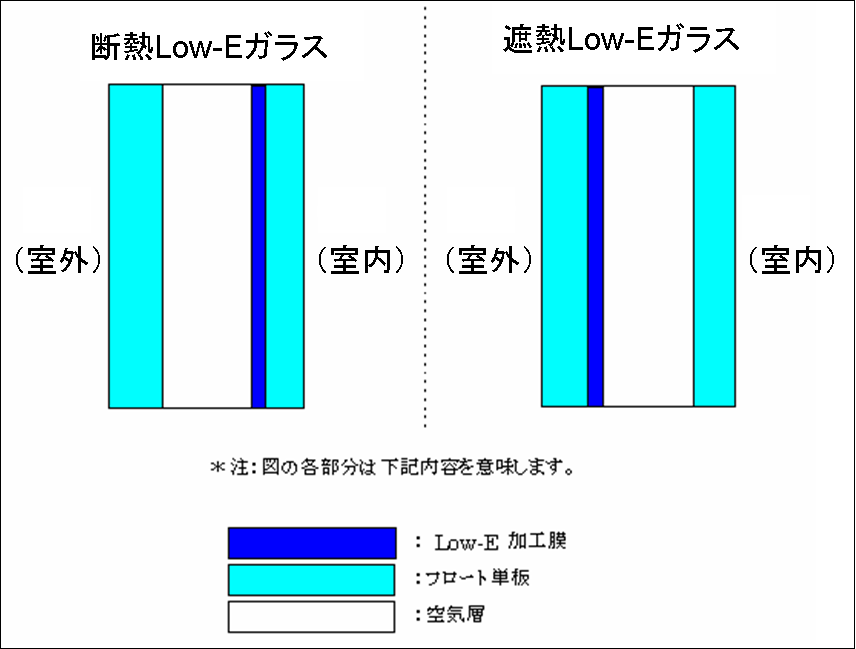 断熱Low-Eガラス
遮熱Low-Eガラス
（室外）
（室内）
（室外）
（室内）
＊注：図の各部分は下記内容を意味します。
： Low-E 加工膜
：フロート単板
：空気層